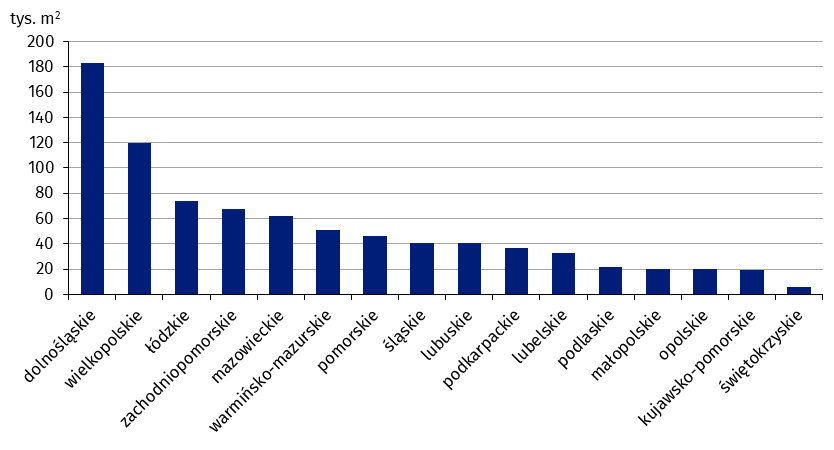 tys. m²
200
180
160
140
120
100
80
60
40
20
0
dolnośląskie
wielkopolskie
łódzkie
zachodniopomorskie
mazowieckie
warmińsko-mazurskie
pomorskie
śląskie
lubuskie
podkarpackie
lubelskie
podlaskie
małopolskie
opolskie
kujawsko-pomorskie
świętokrzyskie